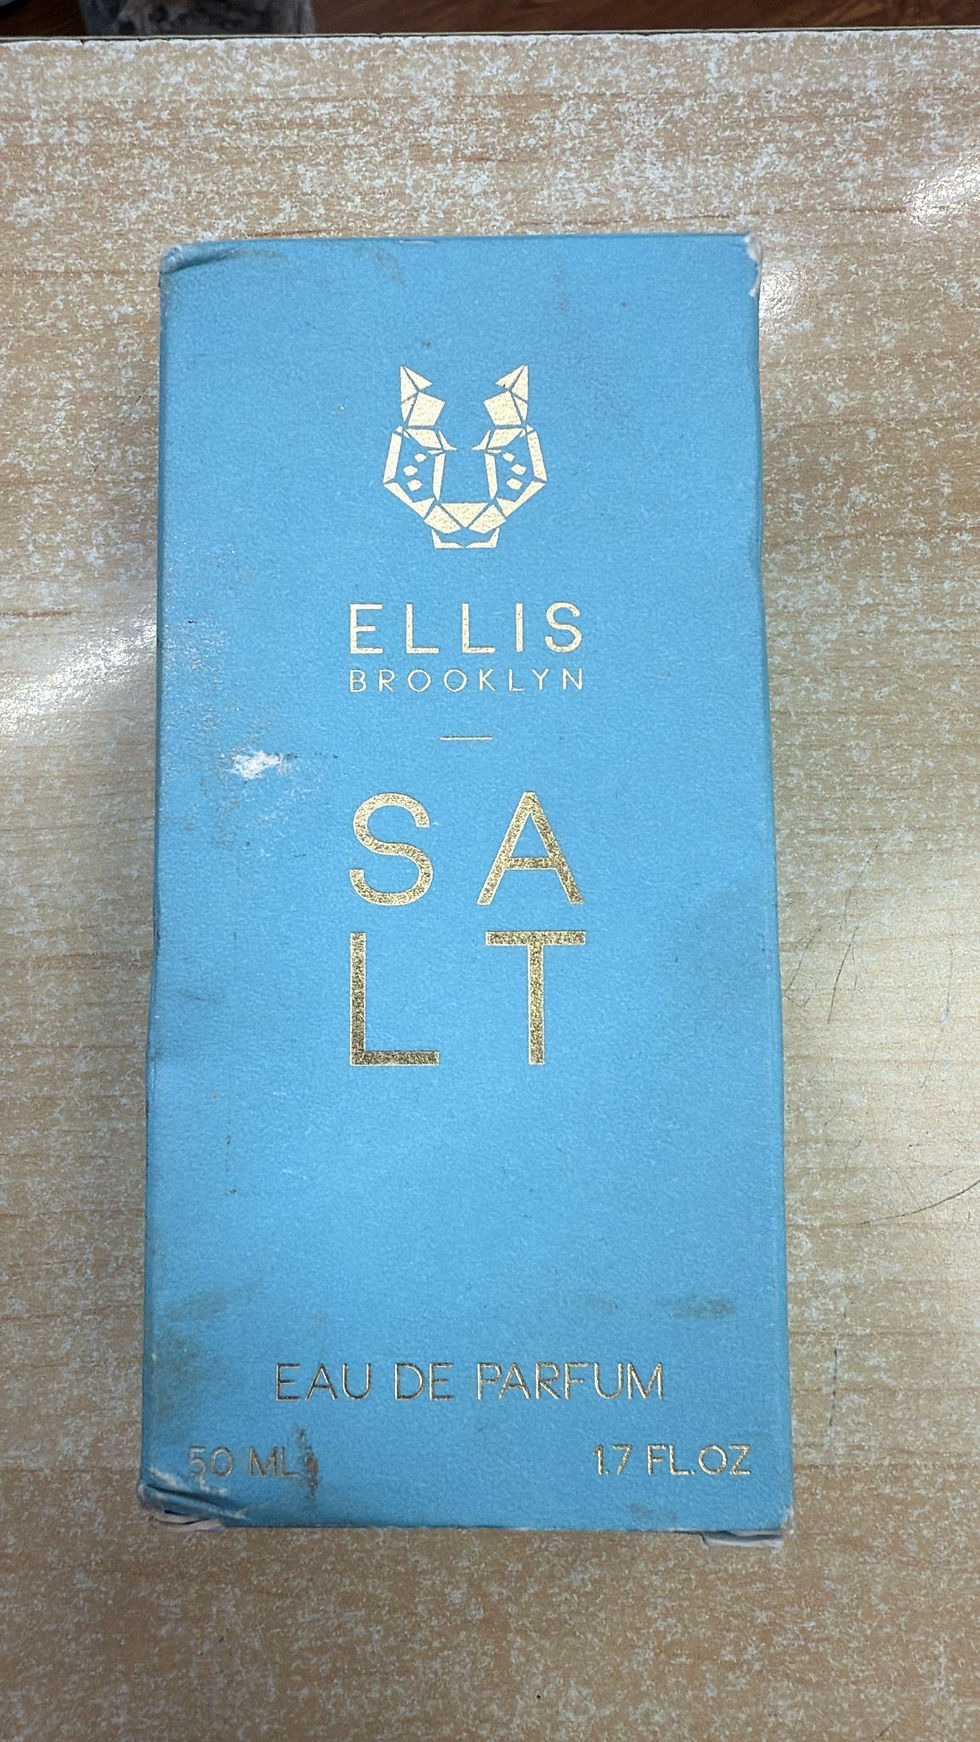 ELLIS
BROOKLYN
SA
LT
EAU DE PARFUM
50 ML 1.7 FL.OZ